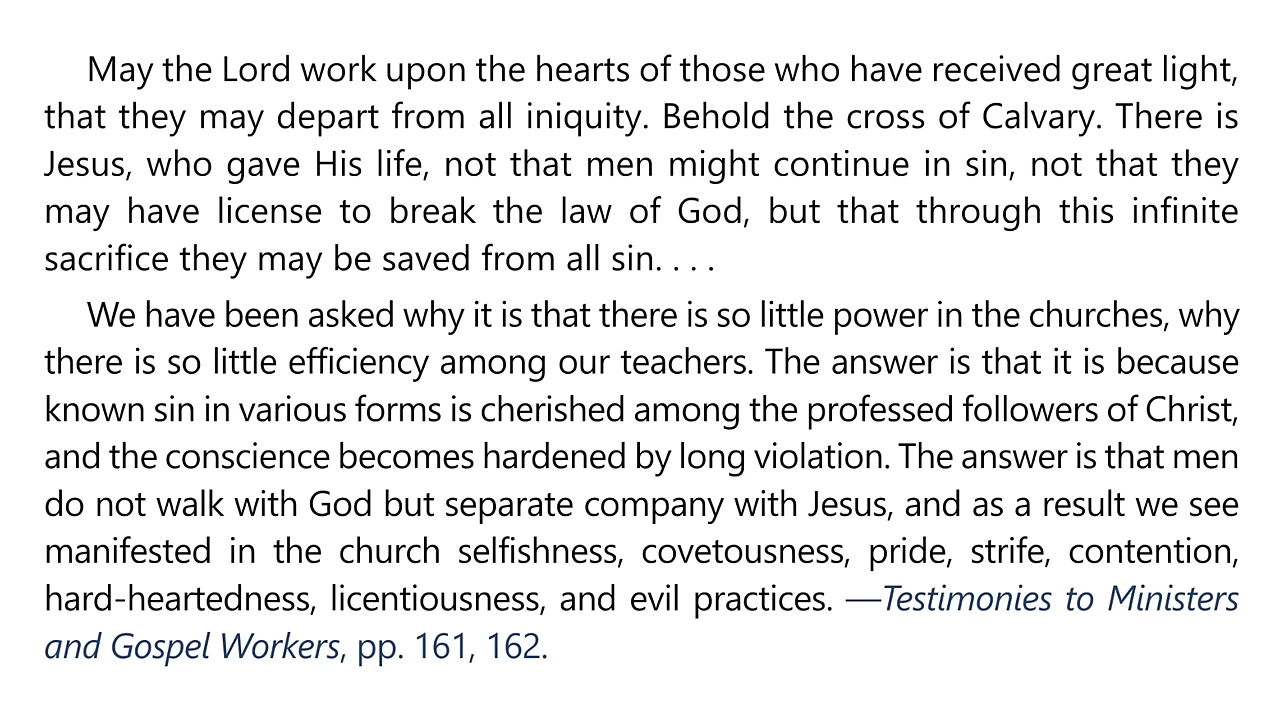 May the Lord work upon the hearts of those who have received great light,
that they may depart from all iniquity. Behold the cross of Calvary. There is
Jesus, who gave His life, not that men might continue in sin, not that they
may have license to break the law of God, but that through this infinite
sacrifice they may be saved from all sin. . . .
We have been asked why it is that there is so little power in the churches, why
there is so little efficiency among our teachers. The answer is that it is because
known sin in various forms is cherished among the professed followers of Christ,
and the conscience becomes hardened by long violation. The answer is that men
do not walk with God but separate company with Jesus, and as a result we see
manifested in the church selfishness, covetousness, pride, strife, contention,
hard-heartedness, licentiousness, and evil practices. —Testimonies to Ministers
and Gospel Workers, pp. 161, 162.